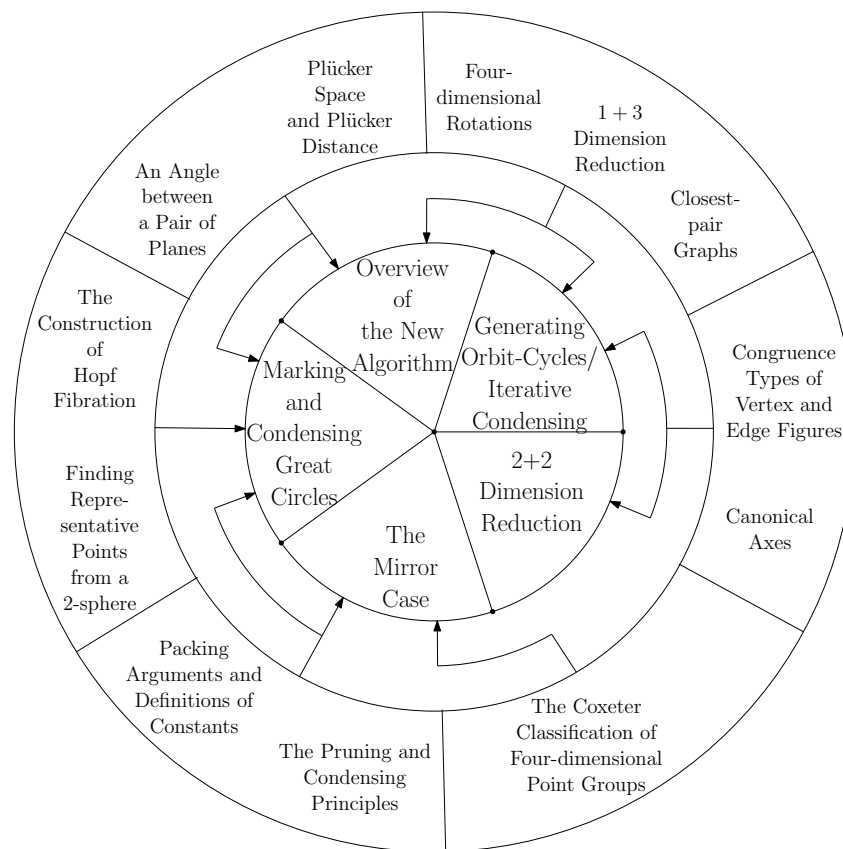 Plücker
Space
and Plücker
Distance
Four-
dimensional
Rotations
1 + 3
Dimension
Reduction
Closest-
pair
Graphs
An Angle
between
a Pair of
Planes
The
Construction
of
Hopf
Fibration
Congruence
Types of
Vertex and
Edge Figures
Canonical
Axes
Finding
Repre-
sentative
Points
from a
2-sphere
Packing
Arguments and
Definitions of
Constants
The Pruning and
Condensing
Principles
The Coxeter
Classification of
Four-dimensional
Point Groups
Overview
of
the New
Algorithm
Generating
Orbit-Cycles/
Iterative
Condensing
Marking
and
Condensing
Great
Circles
2+2
Dimension
Reduction
The
Mirror
Case